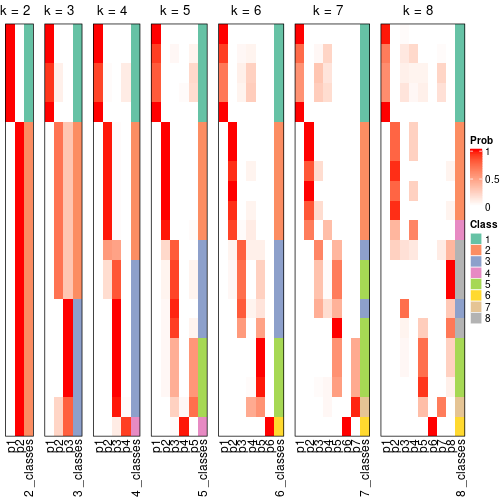 k = 2 k = 3 k = 4 k = 5 k = 6 k = 7 k = 8
Prob
1
0.5
0
Class
1
2
3
4
5
6
7
8
p1 p2 2_classes
p1 p2 p3 3_classes
p1 p2 p3 p4 4_classes
p1 p2 p3 p4 p5 5_classes
p1 p2 p3 p4 p5 p6 6_classes
p1 p2 p3 p4 p5 p6 p7 7_classes
p1 p2 p3 p4 p5 p6 p7 p8 8_classes